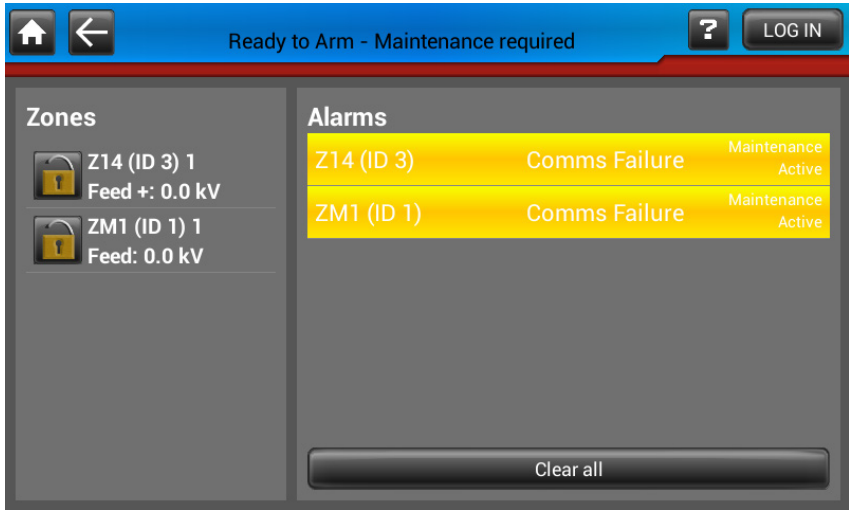 Ready to Arm - Maintenance required
?
LOG IN
Zones
Z14 (ID 3) 1
Feed +: 0.0 kV
ZM1 (ID 1) 1
Feed: 0.0 kV
Alarms
Z14 (ID 3) Comms Failure Maintenance
Active
ZM1 (ID 1) Comms Failure Maintenance
Active
Clear all